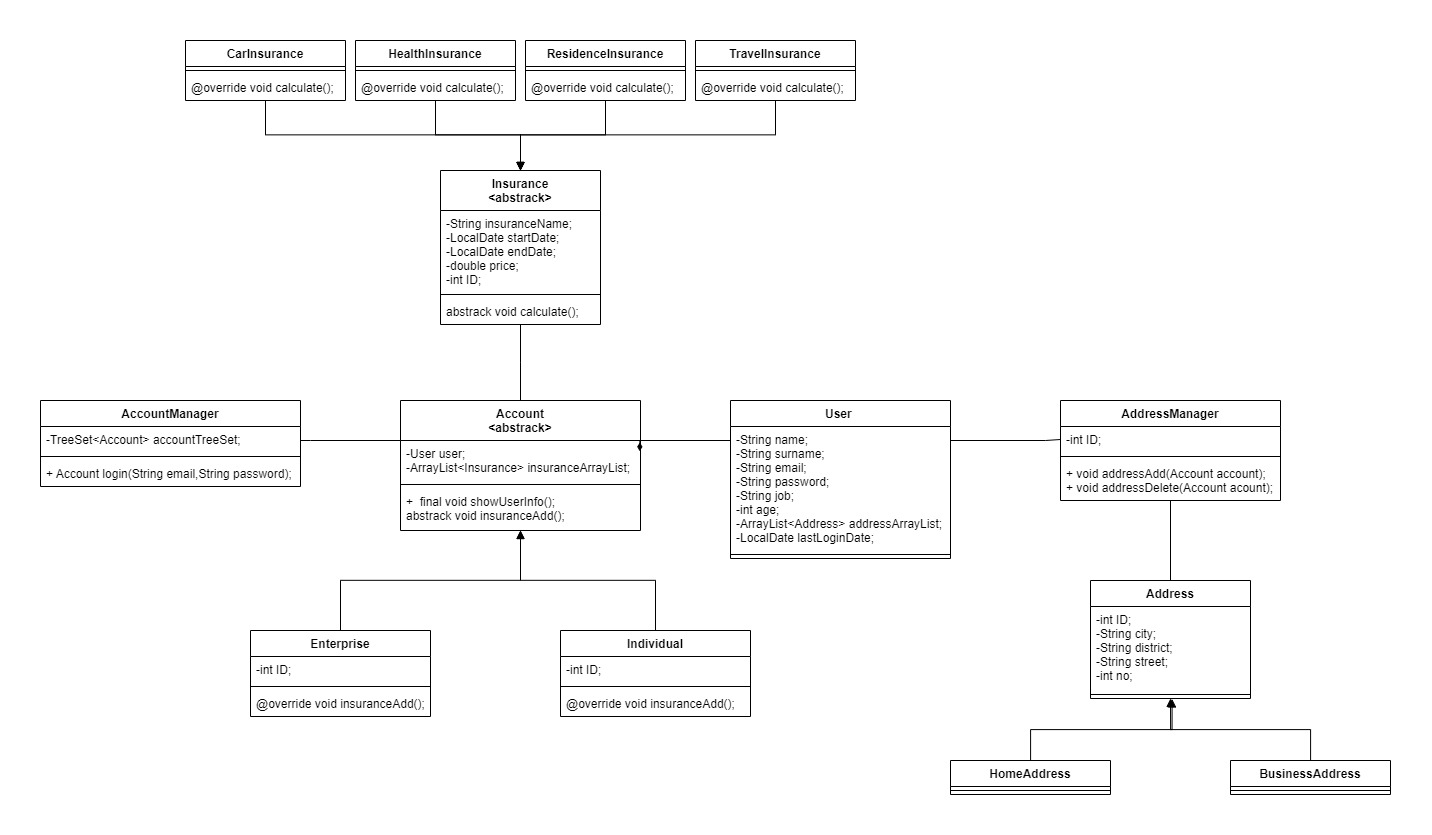 CarInsurance
@override void calculate();
HealthInsurance
@override void calculate();
ResidenceInsurance
@override void calculate();
TravelInsurance
@override void calculate();
Insurance
<abstrack>
-String insuranceName;
-LocalDate startDate;
-LocalDate endDate;
-double price;
-int ID;
abstrack void calculate();
AccountManager
-TreeSet<Account> accountTreeSet;
+ Account login(String email,String password);
Account
<abstrack>
-User user;
-ArrayList<Insurance> insuranceArrayList;
+  final void showUserInfo();
abstrack void insuranceAdd();
User
-String name;
-String surname;
-String email;
-String password;
-String job;
-int age;
-ArrayList<Address> addressArrayList;
-LocalDate lastLoginDate;
AddressManager
-int ID;
+ void addressAdd(Account account);
+ void addressDelete(Account acount);
Enterprise
-int ID;
@override void insuranceAdd();
Individual
-int ID;
@override void insuranceAdd();
Address
-int ID;
-String city;
-String district;
-String street;
-int no;
HomeAddress
BusinessAddress